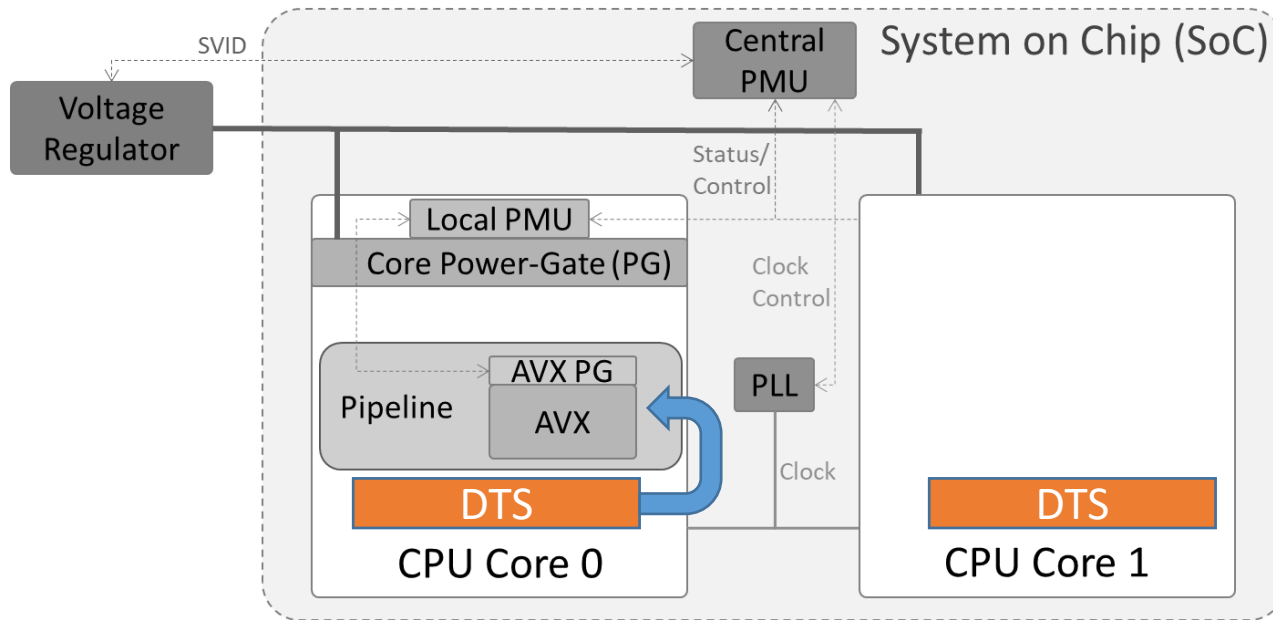 SVID
Central
PMU
System on Chip (SoC)
Voltage
Regulator
Status/
Control
Local PMU
Core Power-Gate (PG)
Clock
Control
AVX PG
Pipeline
AVX
PLL
Clock
DTS
DTS
CPU Core 0
CPU Core 1